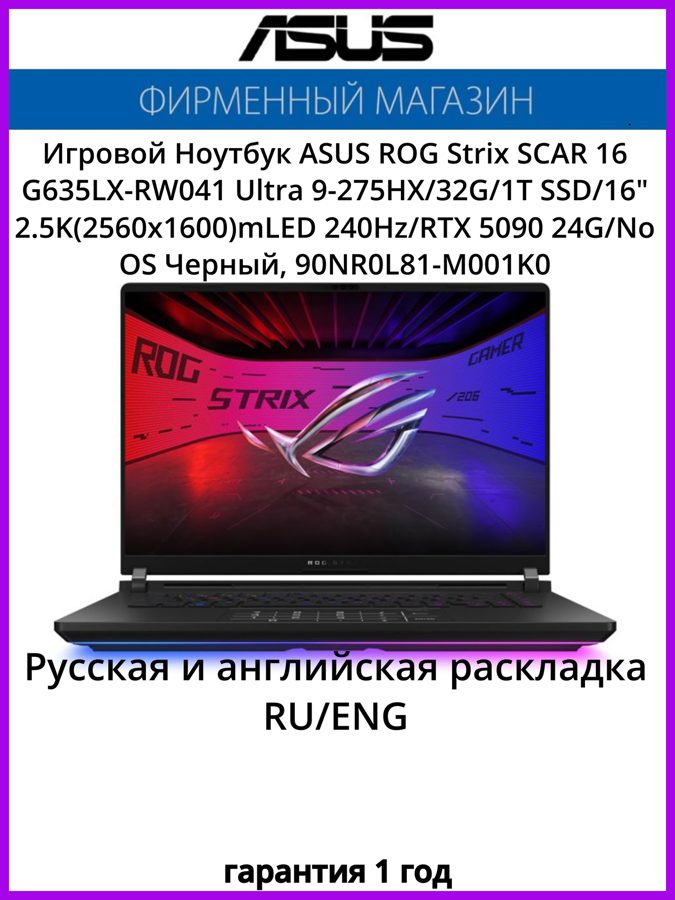 ASUS
ФИРМЕННЫЙ МАГАЗИН
Игровой Ноутбук ASUS ROG Strix SCAR 16
G635LX-RW041 Ultra 9-275HX/32G/1T SSD/16"
2.5K(2560x1600)mLED 240Hz/RTX 5090 24G/No
OS Черный, 90NR0L81-M001K0
ROG
STRIX
GAMER
/206
ROG STRIX
Русская и английская раскладка
RU/ENG
гарантия 1 год